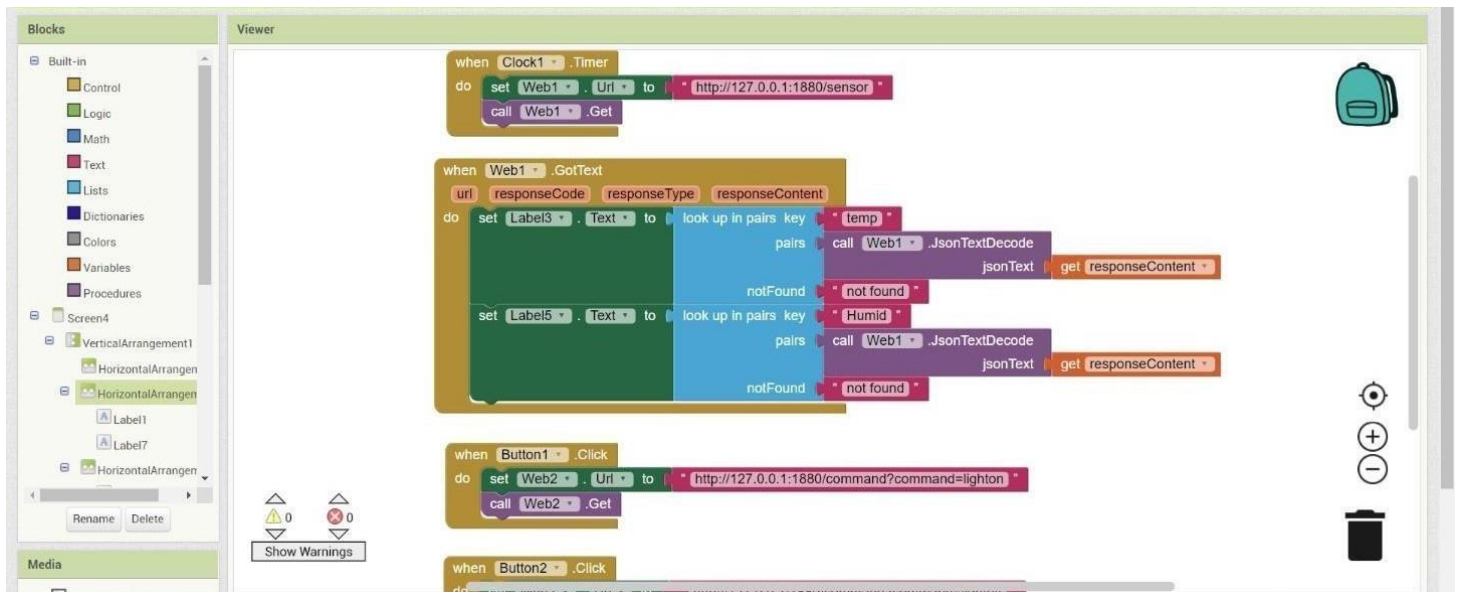 Blocks
Built-in
Control
Logic
Math
Text
Lists
Dictionaries
Colors
Variables
Procedures
Screen4
VerticalArrangement1
HorizontalArrangen
HorizontalArrangen
Label1
Label7
HorizontalArrangen
Rename Delete
Media
Viewer
when Clock1 .Timer
do set Web1 . Url to " http://127.0.0.1:1880/sensor "
call Web1 .Get
when Web1 .GotText
url responseCode responseType responseContent
do set Label3 . Text to look up in pairs key " temp "
pairs call Web1 .JsonTextDecode
jsonText get responseContent
notFound " not found "
set Label5 . Text to look up in pairs key " Humid "
pairs call Web1 .JsonTextDecode
jsonText get responseContent
notFound " not found "
when Button1 .Click
do set Web2 . Url to " http://127.0.0.1:1880/command?command=lighton "
call Web2 .Get
when Button2 .Click
0 0
Show Warnings